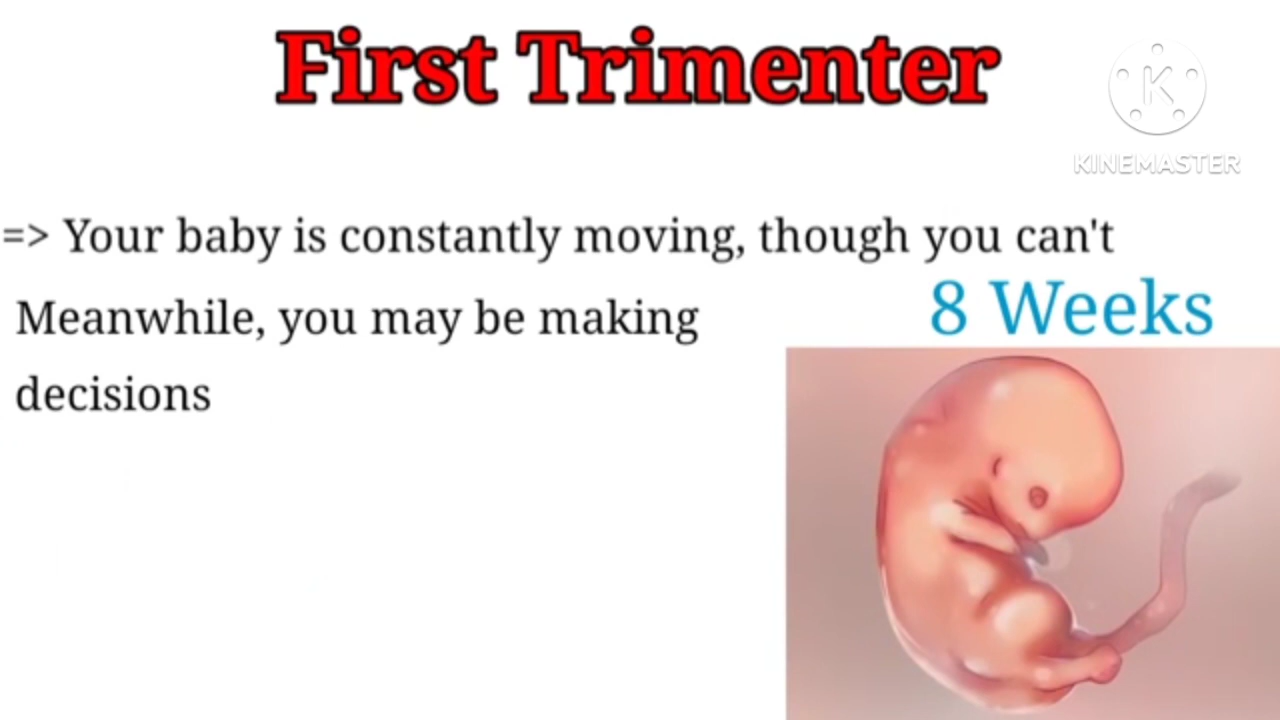 First Trimenter
K
KINEMASTER
=> Your baby is constantly moving, though you can't
8 Weeks
Meanwhile, you may be making
decisions